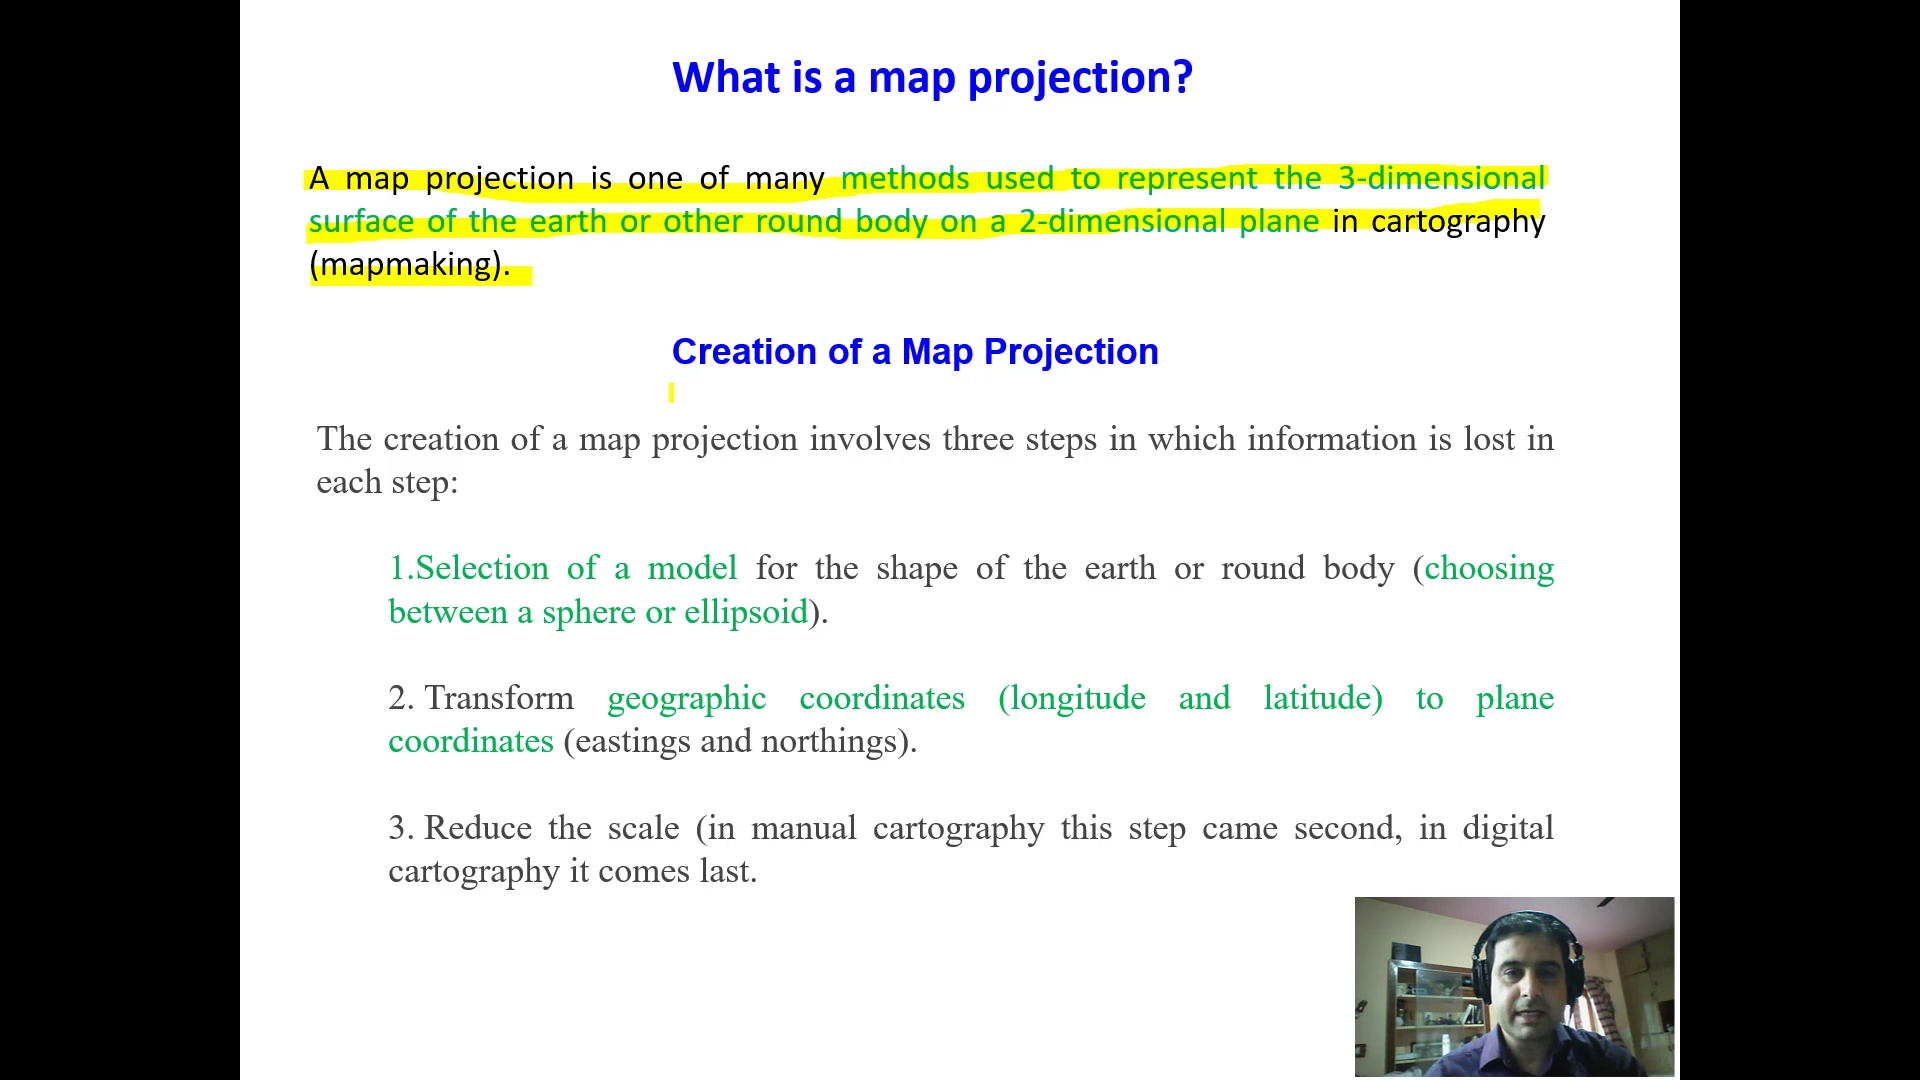 What is a map projection?
A map projection is one of many methods used to represent the 3-dimensional
surface of the earth or other round body on a 2-dimensional plane in cartography
(mapmaking).
Creation of a Map Projection
The creation of a map projection involves three steps in which information is lost in
each step:
1.Selection of a model for the shape of the earth or round body (choosing
between a sphere or ellipsoid).
2. Transform geographic coordinates (longitude and latitude) to plane
coordinates (eastings and northings).
3. Reduce the scale (in manual cartography this step came second, in digital
cartography it comes last.